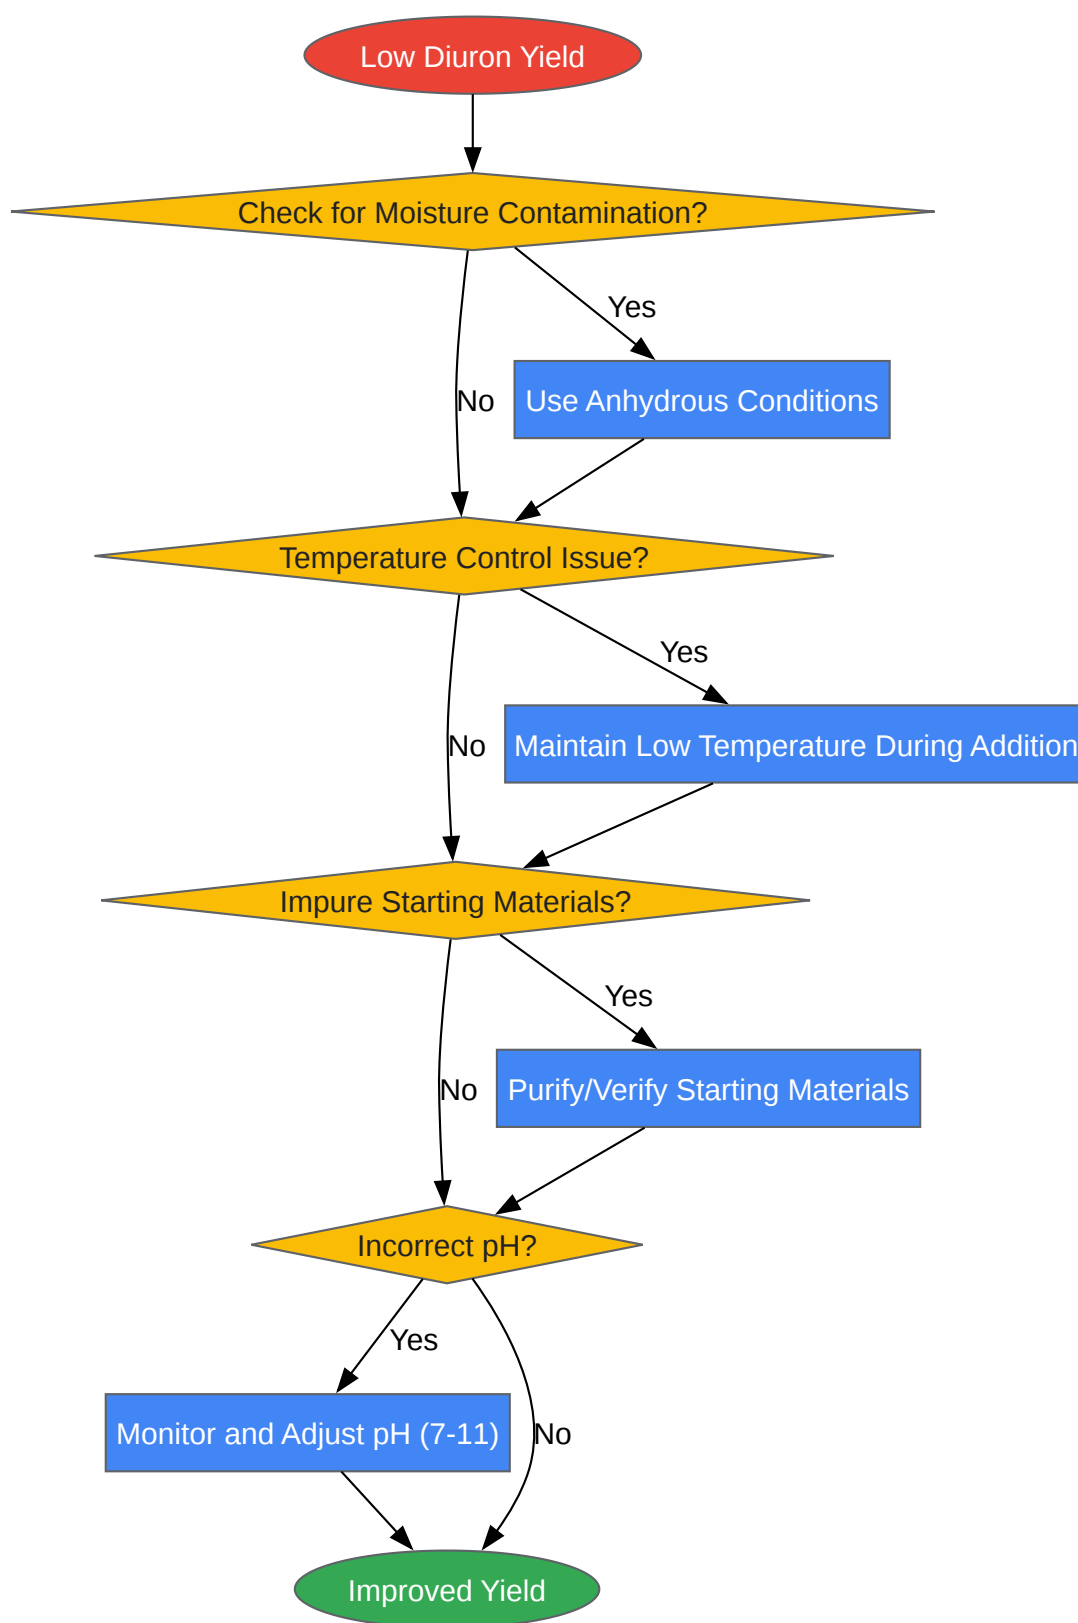 Low Diuron Yield
Check for Moisture Contamination?
Yes
No
Use Anhydrous Conditions
Temperature Control Issue?
Yes
No
Maintain Low Temperature During Addition
Impure Starting Materials?
Yes
No
Purify/Verify Starting Materials
Incorrect pH?
Yes
Monitor and Adjust pH (7-11)
No
Improved Yield